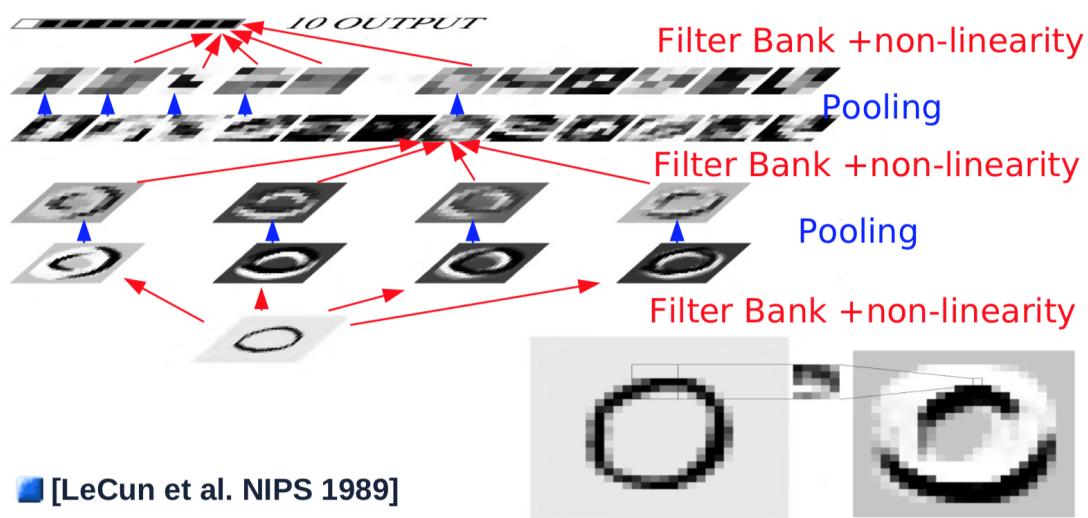 10 OUTPUT
Filter Bank +non-linearity
Pooling
Filter Bank +non-linearity
Pooling
Filter Bank +non-linearity
[LeCun et al. NIPS 1989]